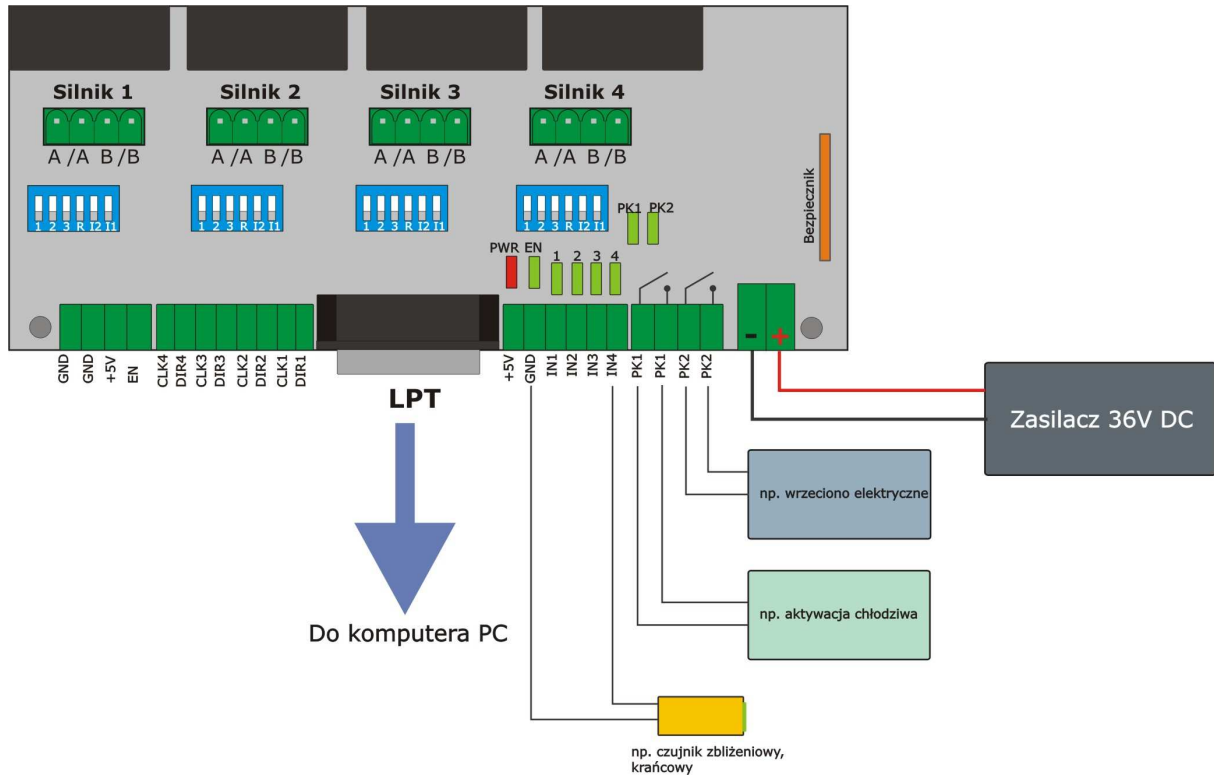 Silnik 1
Silnik 2
Silnik 3
Silnik 4
A /A B /B
A /A B /B
A /A B /B
A /A B /B
1 2 3 R I2 I1
1 2 3 R I2 I1
1 2 3 R I2 I1
1 2 3 R I2 I1
PK1 PK2
Bezpiecznik
PWR EN 1 2 3 4
- +
GND
GND
+5V
EN
CLK4
DIR4
CLK3
DIR3
CLK2
DIR2
CLK1
DIR1
LPT
+5V
GND
IN1
IN2
IN3
IN4
PK1
PK1
PK2
PK2
Zasilacz 36V DC
np. wrzeciono elektryczne
np. aktywacja chłodziwa
Do komputera PC
np. czujnik zbliżeniowy,
krańcowy